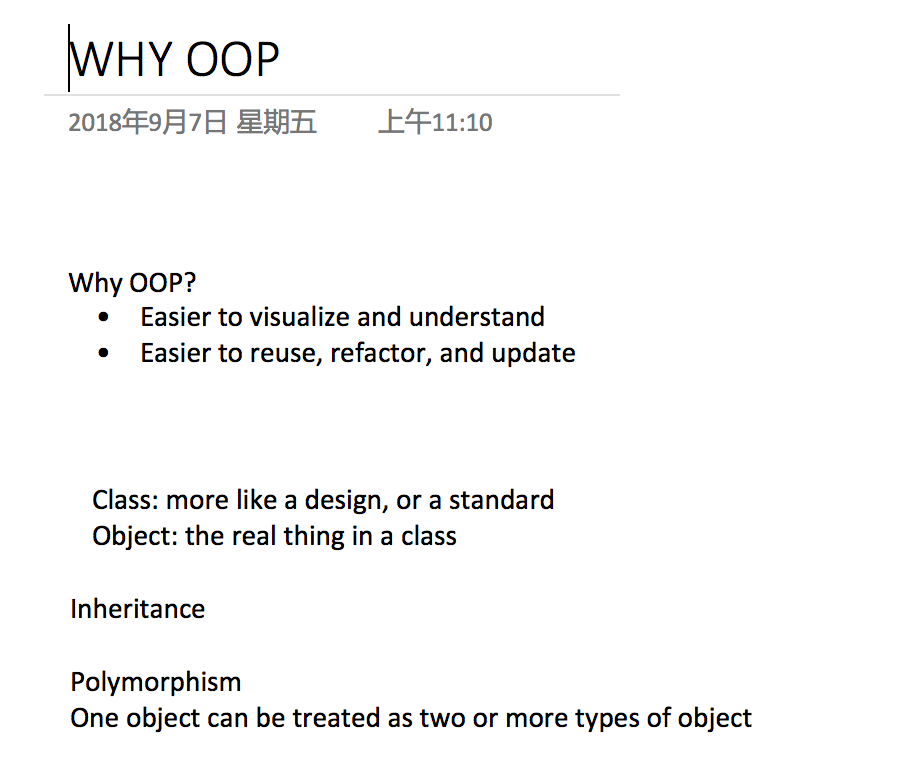 WHY OOP
2018年9月7日 星期五 上午11:10
Why OOP?
• Easier to visualize and understand
• Easier to reuse, refactor, and update
Class: more like a design, or a standard
Object: the real thing in a class
Inheritance
Polymorphism
One object can be treated as two or more types of object